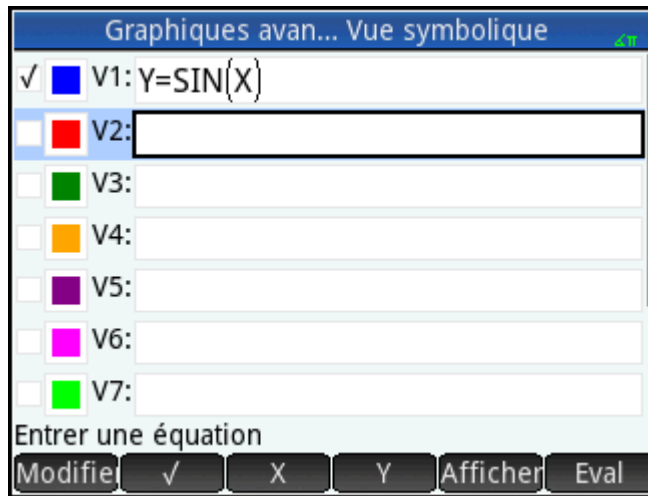 Graphiques avan... Vue symbolique ∡π
√ V1: Y=SIN(X)
V2:
V3:
V4:
V5:
V6:
V7:
Entrer une équation
Modifie √ X Y Afficher Eval